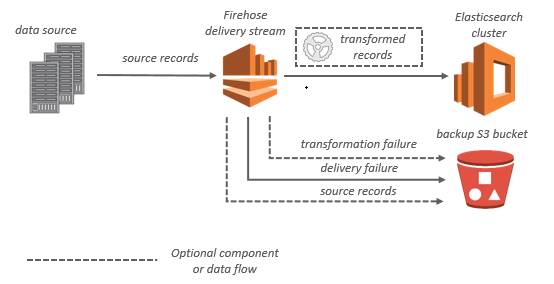 data source
source records
Firehose
delivery stream
transformed
records
Elasticsearch
cluster
backup S3 bucket
transformation failure
delivery failure
source records
Optional component
or data flow